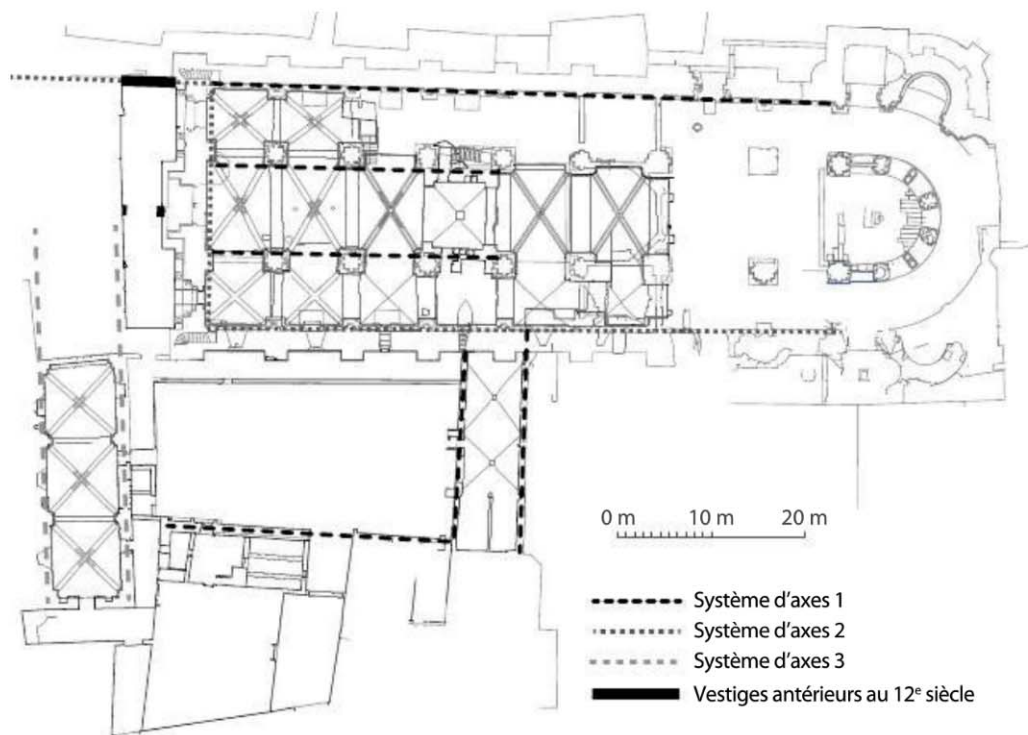 0 m 10 m 20 m
Système d'axes 1
Système d'axes 2
Système d'axes 3
Vestiges antérieurs au 12ᵉ siècle